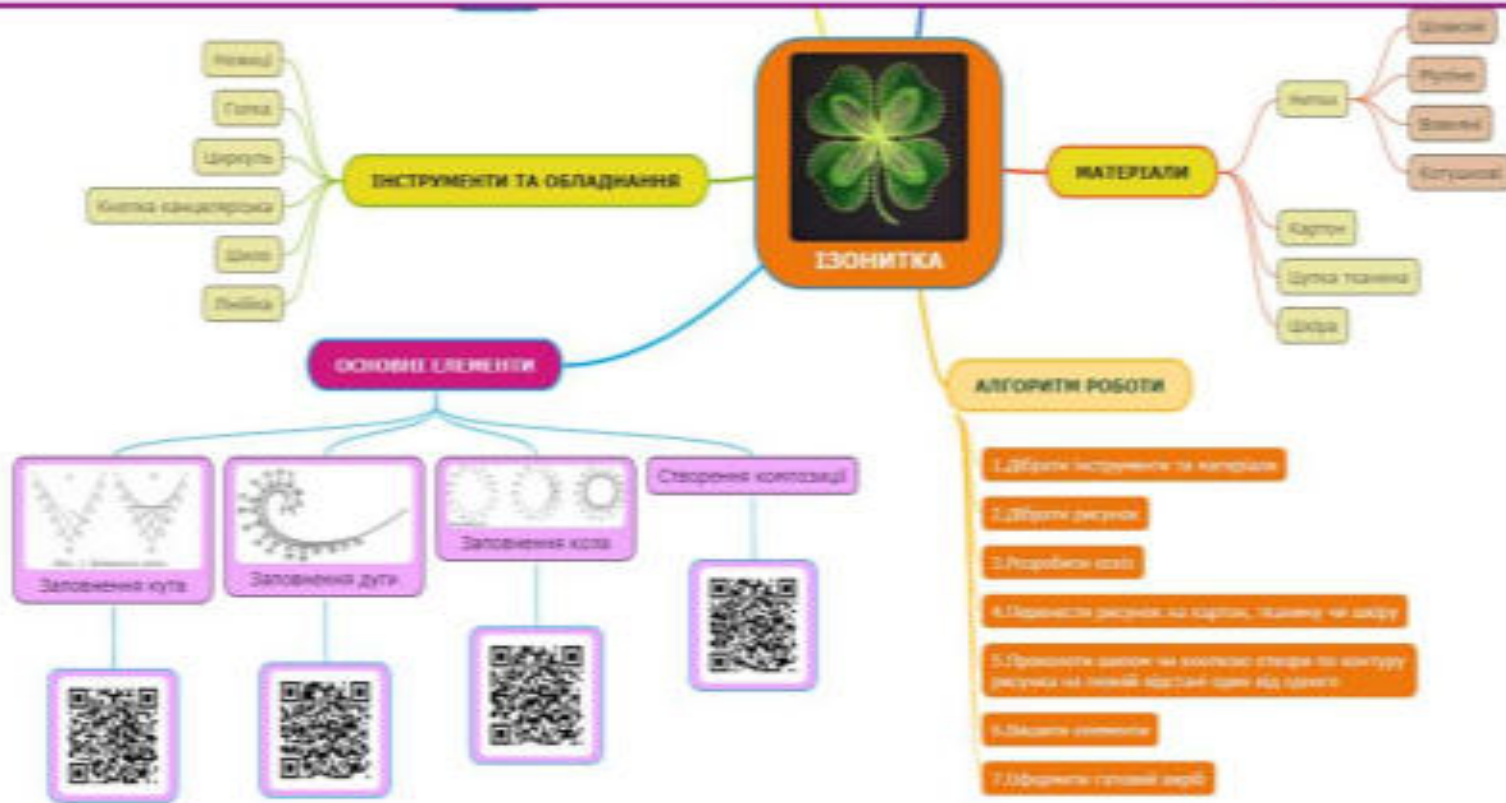 Ножиці
Голка
Циркуль
Кнопка канцелярська
Шило
Лінійка
ІНСТРУМЕНТИ ТА ОБЛАДНАННЯ
ІЗОНИТКА
МАТЕРІАЛИ
Нитки
Шовкові
Муліне
Вовняні
Котушкові
Картон
Цупка тканина
Шкіра
ОСНОВНІ ЕЛЕМЕНТИ
Заповнення кута
Заповнення дуги
Заповнення кола
Створення композиції
АЛГОРИТМ РОБОТИ
1.Дібрати інструменти та матеріали
2.Дібрати рисунок
3.Розробити ескіз
4.Перенести рисунок на картон, тканину чи шкіру
5.Проколоти шилом чи кнопкою отвори по контуру
рисунка на певній відстані один від одного
6.Вишити елементи
7.Оформити готовий виріб